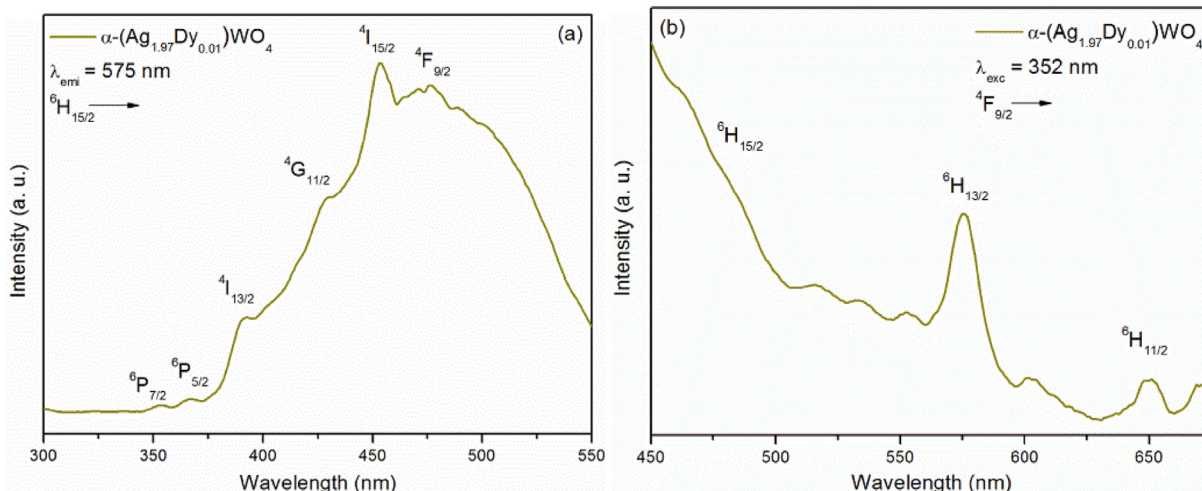 (a)
α-(Ag₁.₉₇Dy₀.₀₁)WO₄
λemi = 575 nm
⁶H₁₅/₂
⁶P₇/₂
⁶P₅/₂
⁴I₁₃/₂
⁴G₁₁/₂
⁴I₁₅/₂
⁴F₉/₂
Intensity (a. u.)
300 350 400 450 500 550
Wavelength (nm)
(b)
α-(Ag₁.₉₇Dy₀.₀₁)WO₄
λexc = 352 nm
⁴F₉/₂
⁶H₁₅/₂
⁶H₁₃/₂
⁶H₁₁/₂
Intensity (a. u.)
450 500 550 600 650
Wavelength (nm)